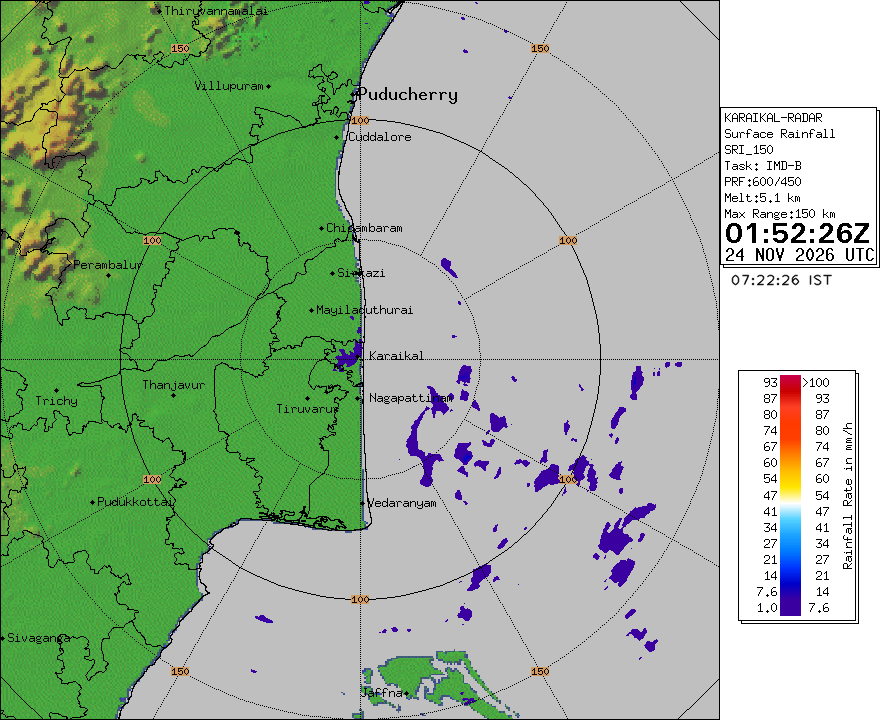 Thiruvannamalai
150
150
Villupuram
Puducherry
100
Cuddalore
Chidambaram
100
100
Perambalur
Sirkazi
Mayiladuthurai
Karaikal
Thanjavur
Nagapattinam
Trichy
Tiruvarur
100
100
Pudukkottai
Vedaranyam
100
Sivaganga
150
150
Jaffna
KARAIKAL-RADAR
Surface Rainfall
SRI_150
Task: IMD-B
PRF:600/450
Melt:5.1 km
Max Range:150 km
01:52:26Z
24 NOV 2026 UTC
07:22:26 IST
93 >100
87 93
80 87
74 80
67 74
60 67
54 60
47 54
41 47
34 41
27 34
21 27
14 21
7.6 14
1.0 7.6
Rainfall Rate in mm/h